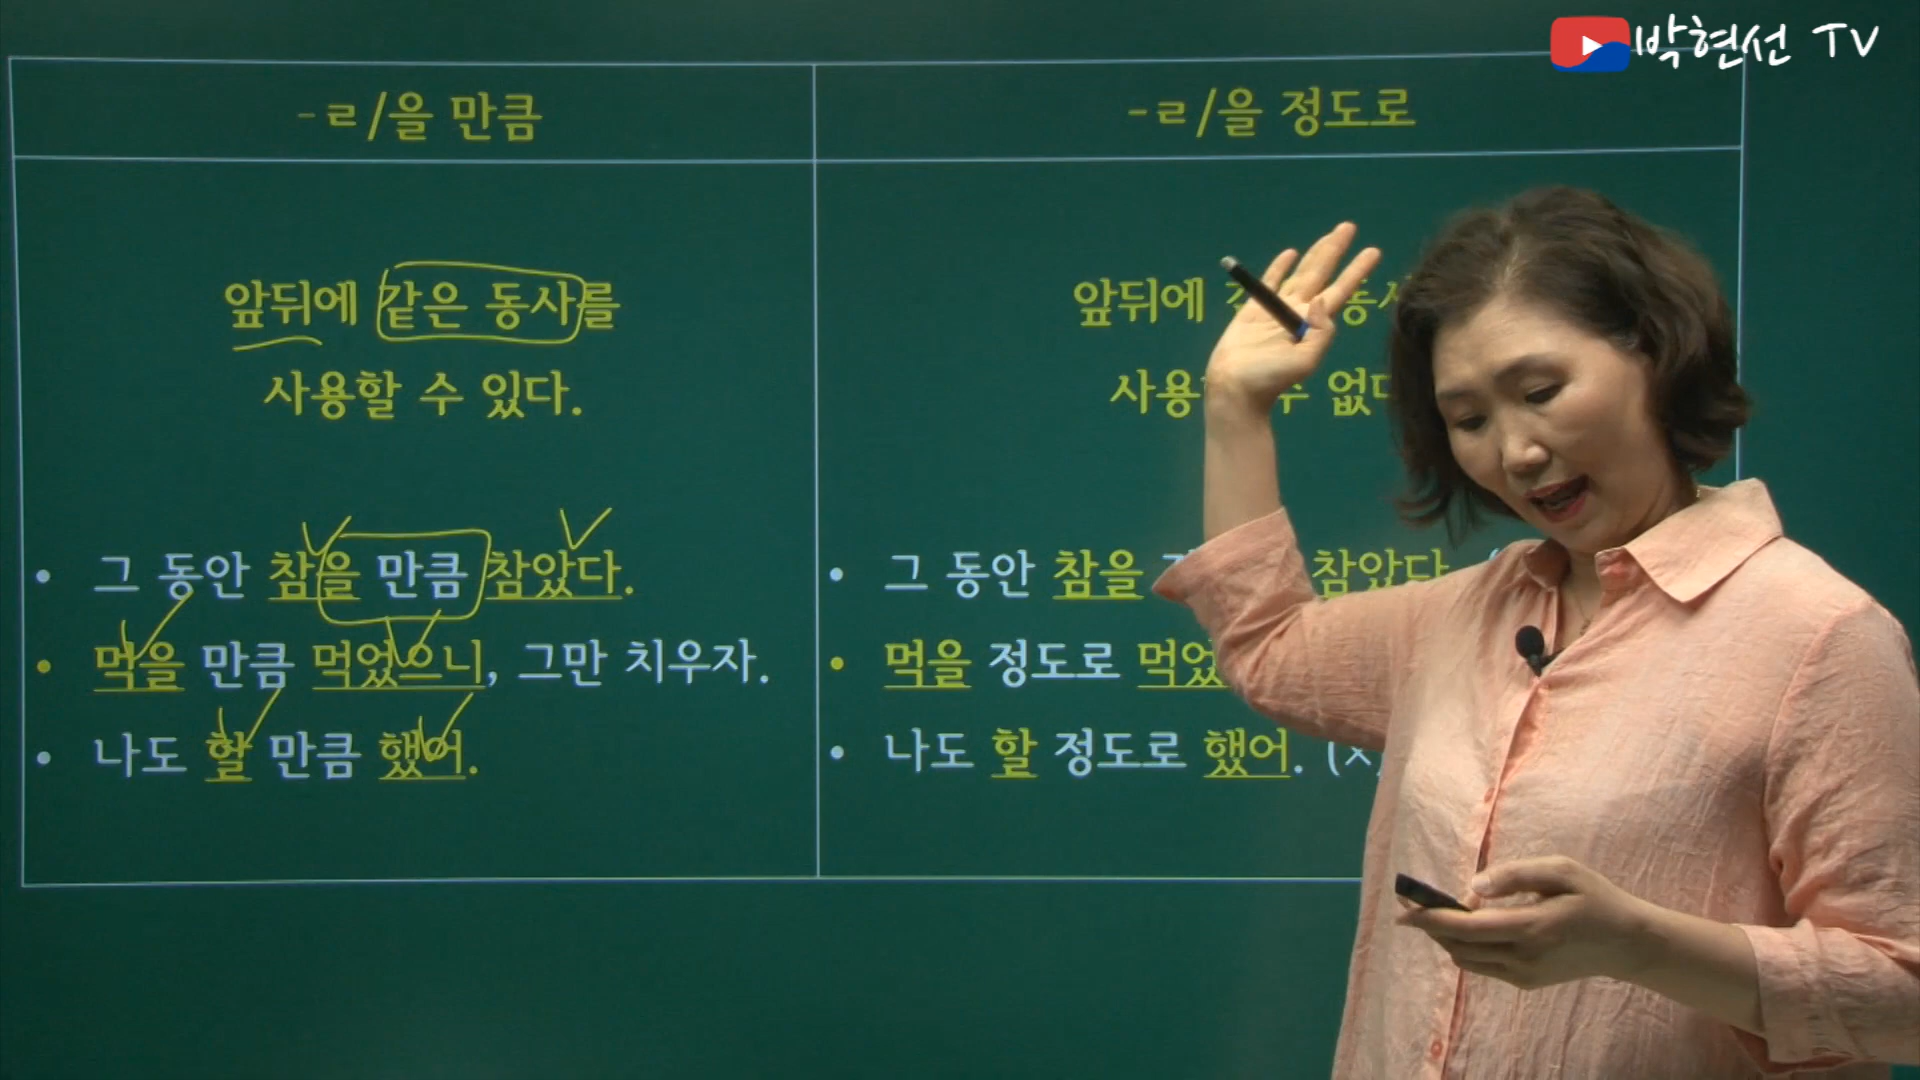 박현선 TV
-ㄹ/을 만큼
-ㄹ/을 정도로
앞뒤에 같은 동사를
사용할 수 있다.
• 그 동안 참을 만큼 참았다.
• 먹을 만큼 먹었으니, 그만 치우자.
• 나도 할 만큼 했어.
앞뒤에
• 그 동안 참을 참았다
• 먹을 정도로
• 나도 할 정도로 했어. (×)